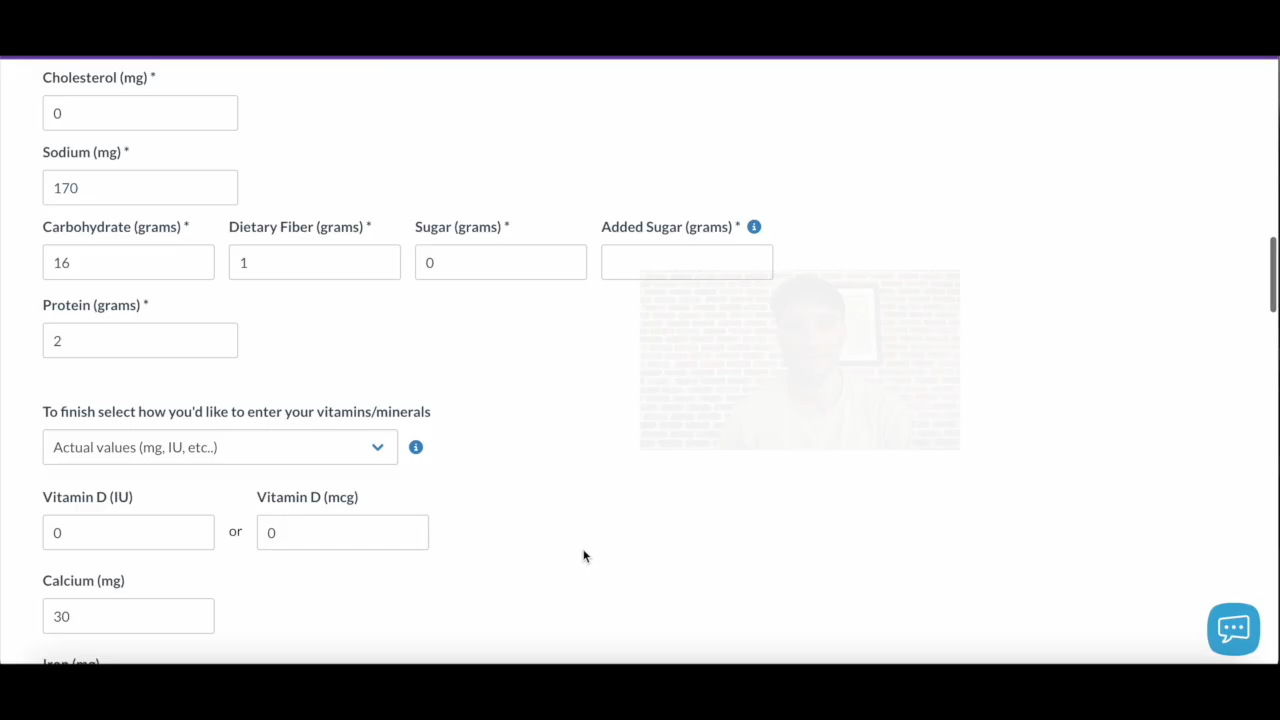 Cholesterol (mg) *
0
Sodium (mg) *
170
Carbohydrate (grams) * Dietary Fiber (grams) * Sugar (grams) * Added Sugar (grams) *
16 1 0
Protein (grams) *
2
To finish select how you'd like to enter your vitamins/minerals
Actual values (mg, IU, etc..)
Vitamin D (IU) Vitamin D (mcg)
0 or 0
Calcium (mg)
30
Iron (mg)